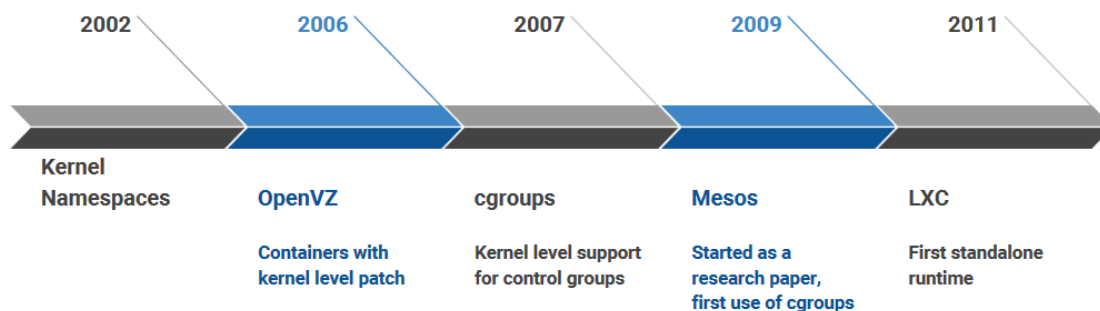 2002
2006
2007
2009
2011
Kernel
Namespaces
OpenVZ
cgroups
Mesos
LXC
Containers with
kernel level patch
Kernel level support
for control groups
Started as a
research paper,
first use of cgroups
First standalone
runtime